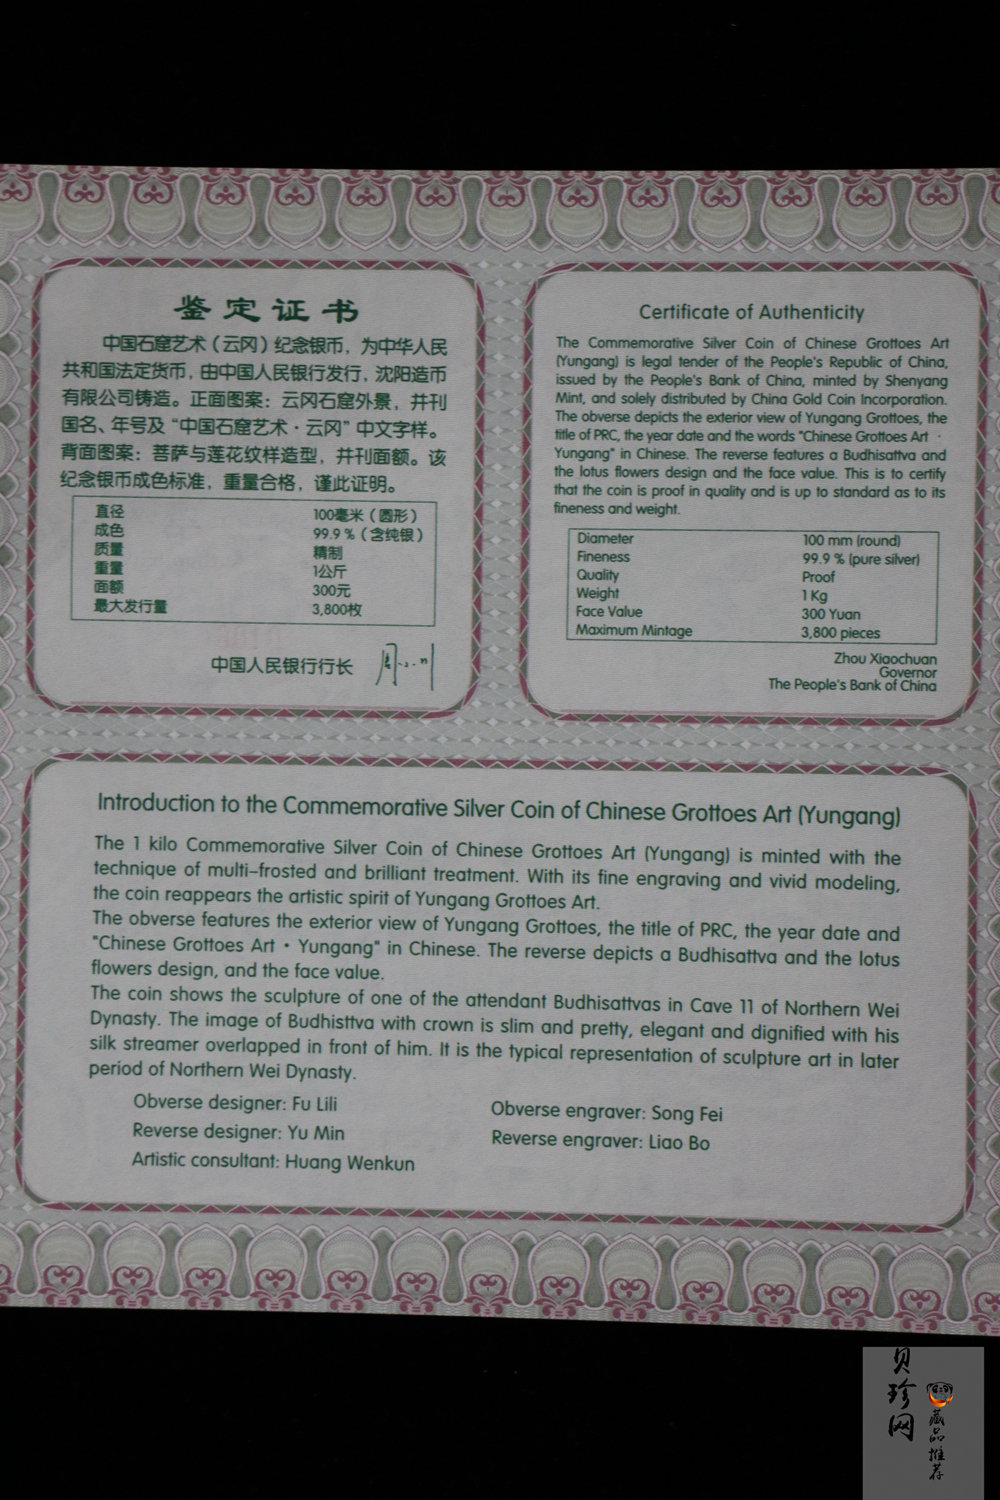 鉴定证书
中国石窟艺术（云冈）纪念银币，为中华人民
共和国法定货币，由中国人民银行发行，沈阳造币
有限公司铸造。正面图案：云冈石窟外景，并刊
国名、年号及“中国石窟艺术·云冈”中文字样。
背面图案：菩萨与莲花纹样造型，并刊面额。该
纪念银币成色标准，重量合格，谨此证明。
直径 100毫米（圆形）
成色 99.9％（含纯银）
质量 精制
重量 1公斤
面额 300元
最大发行量 3,800枚
中国人民银行行长
Certificate of Authenticity
The Commemorative Silver Coin of Chinese Grottoes Art
(Yungang) is legal tender of the People's Republic of China,
issued by the People's Bank of China, minted by Shenyang
Mint, and solely distributed by China Gold Coin Incorporation.
The obverse depicts the exterior view of Yungang Grottoes, the
title of PRC, the year date and the words "Chinese Grottoes Art ·
Yungang" in Chinese. The reverse features a Budhisattva and
the lotus flowers design and the face value. This is to certify
that the coin is proof in quality and is up to standard as to its
fineness and weight.
Diameter 100 mm (round)
Fineness 99.9 % (pure silver)
Quality Proof
Weight 1 Kg
Face Value 300 Yuan
Maximum Mintage 3,800 pieces
Zhou Xiaochuan
Governor
The People's Bank of China
Introduction to the Commemorative Silver Coin of Chinese Grottoes Art (Yungang)
The 1 kilo Commemorative Silver Coin of Chinese Grottoes Art (Yungang) is minted with the
technique of multi-frosted and brilliant treatment. With its fine engraving and vivid modeling,
the coin reappears the artistic spirit of Yungang Grottoes Art.
The obverse features the exterior view of Yungang Grottoes, the title of PRC, the year date and
"Chinese Grottoes Art · Yungang" in Chinese. The reverse depicts a Budhisattva and the lotus
flowers design, and the face value.
The coin shows the sculpture of one of the attendant Budhisattvas in Cave 11 of Northern Wei
Dynasty. The image of Budhisttva with crown is slim and pretty, elegant and dignified with his
silk streamer overlapped in front of him. It is the typical representation of sculpture art in later
period of Northern Wei Dynasty.
Obverse designer: Fu Lili
Reverse designer: Yu Min
Artistic consultant: Huang Wenkun
Obverse engraver: Song Fei
Reverse engraver: Liao Bo
贝珍网
藏品推荐